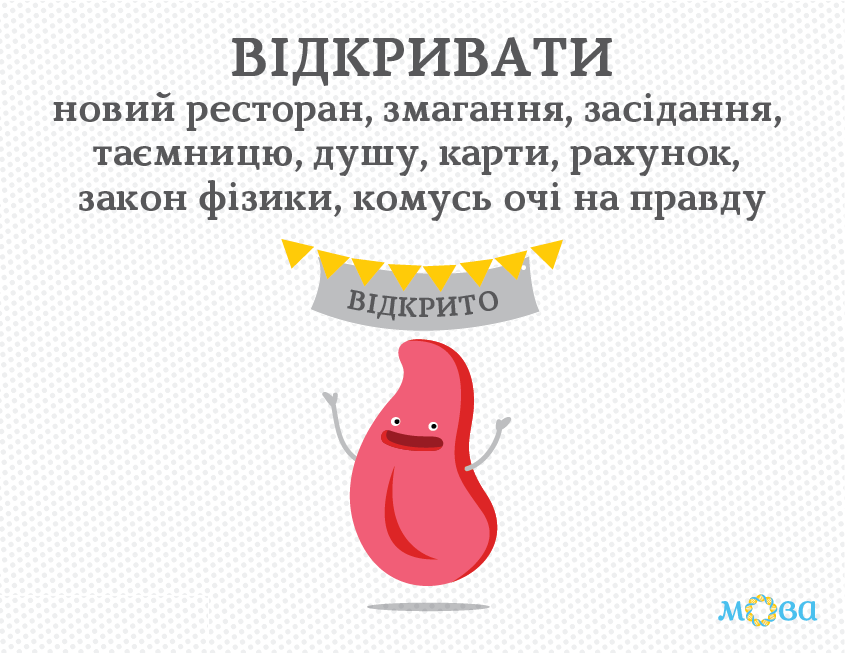 ВІДКРИВАТИ
новий ресторан, змагання, засідання,
таємницю, душу, карти, рахунок,
закон фізики, комусь очі на правду
ВІДКРИТО
мова